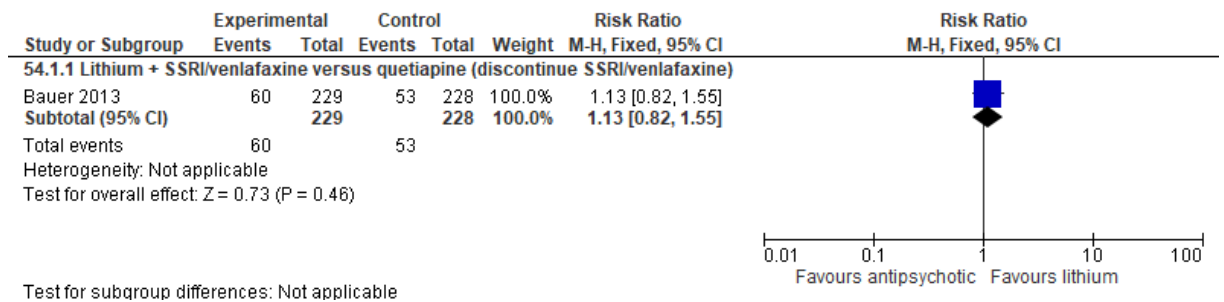 Experimental Control Risk Ratio Risk Ratio
Study or Subgroup Events Total Events Total Weight M-H, Fixed, 95% CI M-H, Fixed, 95% CI
54.1.1 Lithium + SSRI/venlafaxine versus quetiapine (discontinue SSRI/venlafaxine)
Bauer 2013 60 229 53 228 100.0% 1.13 [0.82, 1.55]
Subtotal (95% CI) 229 228 100.0% 1.13 [0.82, 1.55]
Total events 60 53
Heterogeneity: Not applicable
Test for overall effect: Z = 0.73 (P = 0.46)
0.01 0.1 1 10 100
Favours antipsychotic Favours lithium
Test for subgroup differences: Not applicable